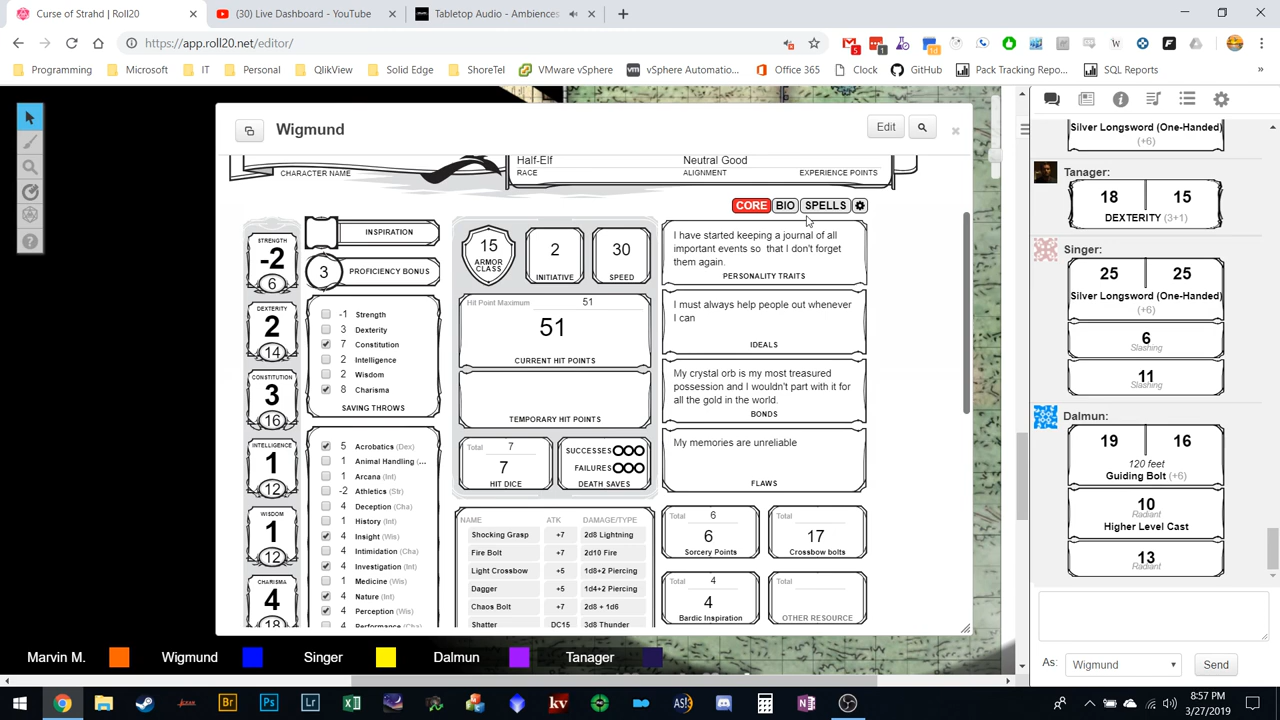 Curse of Strahd | Roll20
(30) Live Dashboard - YouTube
Tabletop Audio - Ambiences
https://app.roll20.net/editor/
Programming
Microsoft
IT
Personal
QlikView
Solid Edge
ShoreTel
VMware vSphere
vSphere Automatio...
Office 365
Clock
GitHub
Pack Tracking Repo...
SQL Reports
Wigmund
Edit
Half-Elf
Neutral Good
CHARACTER NAME
RACE
ALIGNMENT
EXPERIENCE POINTS
CORE
BIO
SPELLS
STRENGTH
-2
6
DEXTERITY
2
14
CONSTITUTION
3
16
INTELLIGENCE
1
12
WISDOM
1
12
CHARISMA
4
18
INSPIRATION
3
PROFICIENCY BONUS
-1 Strength
3 Dexterity
7 Constitution
2 Intelligence
2 Wisdom
8 Charisma
SAVING THROWS
5 Acrobatics (Dex)
1 Animal Handling (...
1 Arcana (Int)
-2 Athletics (Str)
4 Deception (Cha)
1 History (Int)
4 Insight (Wis)
4 Intimidation (Cha)
4 Investigation (Int)
1 Medicine (Wis)
4 Nature (Int)
4 Perception (Wis)
4 Performance (Cha)
15
ARMOR
CLASS
2
INITIATIVE
30
SPEED
Hit Point Maximum 51
51
CURRENT HIT POINTS
TEMPORARY HIT POINTS
Total 7
7
HIT DICE
SUCCESSES
FAILURES
DEATH SAVES
NAME ATK DAMAGE/TYPE
Shocking Grasp +7 2d8 Lightning
Fire Bolt +7 2d10 Fire
Light Crossbow +5 1d8+2 Piercing
Dagger +5 1d4+2 Piercing
Chaos Bolt +7 2d8 + 1d6
Shatter DC15 3d8 Thunder
I have started keeping a journal of all
important events so that I don't forget
them again.
PERSONALITY TRAITS
I must always help people out whenever
I can
IDEALS
My crystal orb is my most treasured
possession and I wouldn't part with it for
all the gold in the world.
BONDS
My memories are unreliable
FLAWS
Total 6
6
Sorcery Points
Total
17
Crossbow bolts
Total 4
4
Bardic Inspiration
Total
OTHER RESOURCE
Silver Longsword (One-Handed)
(+6)
Tanager:
18 15
DEXTERITY (3+1)
Singer:
25 25
Silver Longsword (One-Handed)
(+6)
6
Slashing
11
Slashing
Dalmun:
19 16
120 feet
Guiding Bolt (+6)
10
Radiant
Higher Level Cast
13
Radiant
As:
Wigmund
Send
Marvin M.
Wigmund
Singer
Dalmun
Tanager
8:57 PM
3/27/2019